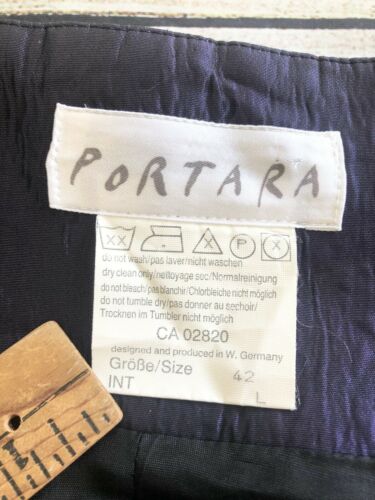 PORTARA
XX P X
do not wash/pas laver/nicht waschen
dry clean only/nettoyage sec/Normalreinigung
do not bleach/pas blanchir/Chlorbleiche nicht möglich
do not tumble dry/pas donner au sechoir/
Trocknen im Tumbler nicht möglich
CA 02820
designed and produced in W. Germany
Größe/Size 42
INT L